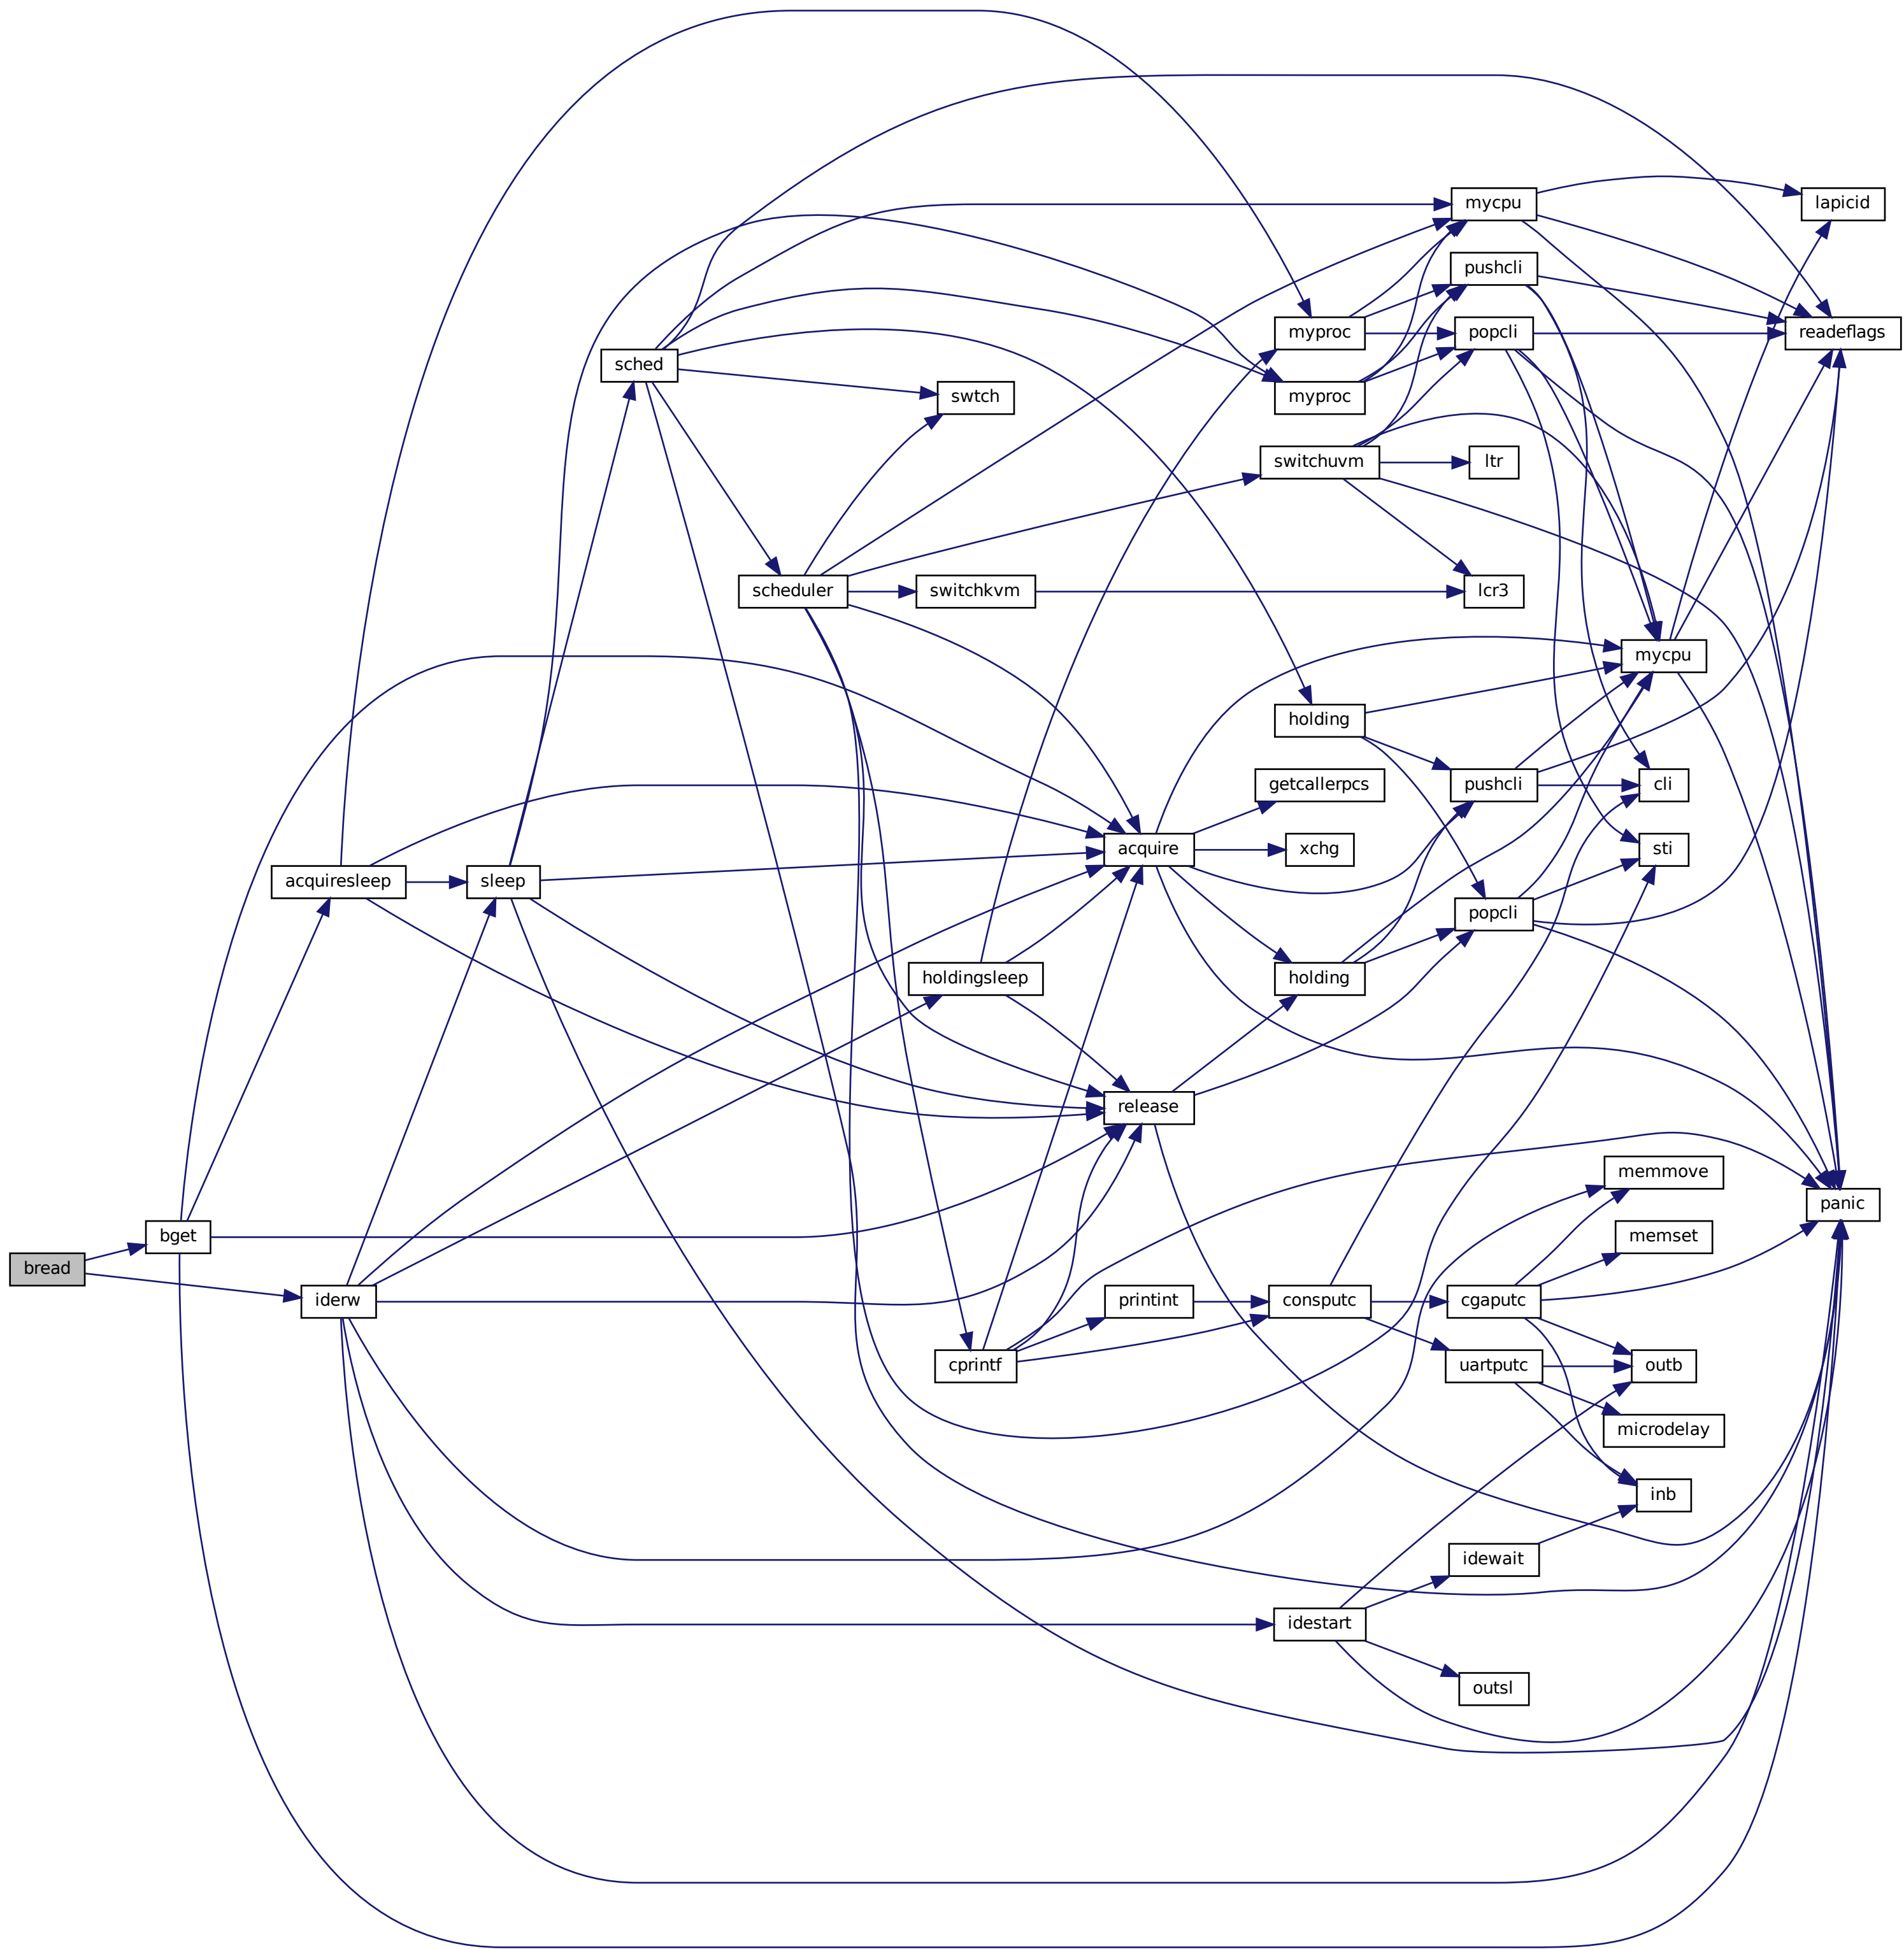 lapicid
mycpu
pushcli
myproc
popcli
readeflags
sched
swtch
myproc
switchuvm
ltr
scheduler
switchkvm
lcr3
mycpu
holding
getcallerpcs
pushcli
cli
acquire
xchg
sti
acquiresleep
sleep
popcli
holdingsleep
holding
release
memmove
panic
bget
memset
bread
iderw
printint
consputc
cgaputc
cprintf
uartputc
outb
microdelay
inb
idewait
idestart
outsl